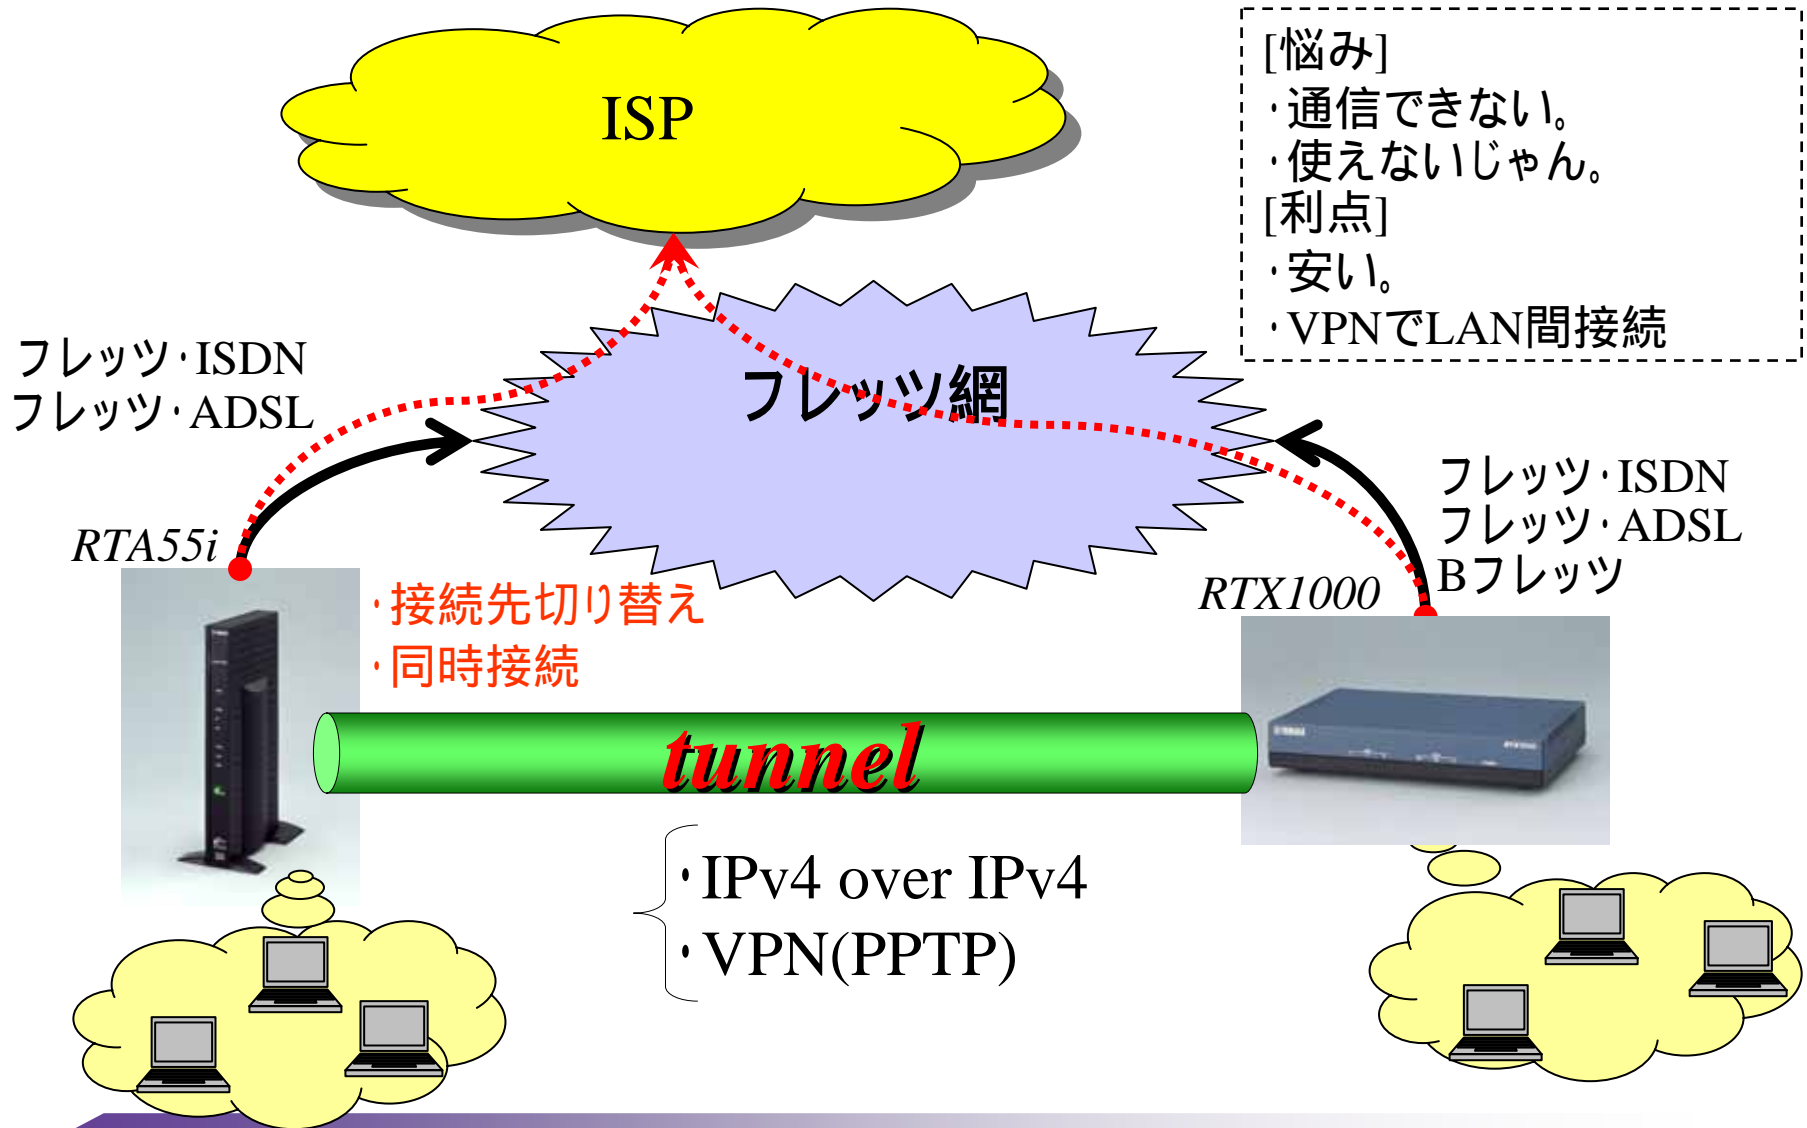 ISP
[悩み]
・通信できない。
・使えないじゃん。
[利点]
・安い。
・VPNでLAN間接続
フレッツ・ISDN
フレッツ・ADSL
フレッツ網
フレッツ・ISDN
フレッツ・ADSL
Bフレッツ
RTA55i
RTX1000
・接続先切り替え
・同時接続
tunnel
・IPv4 over IPv4
・VPN(PPTP)